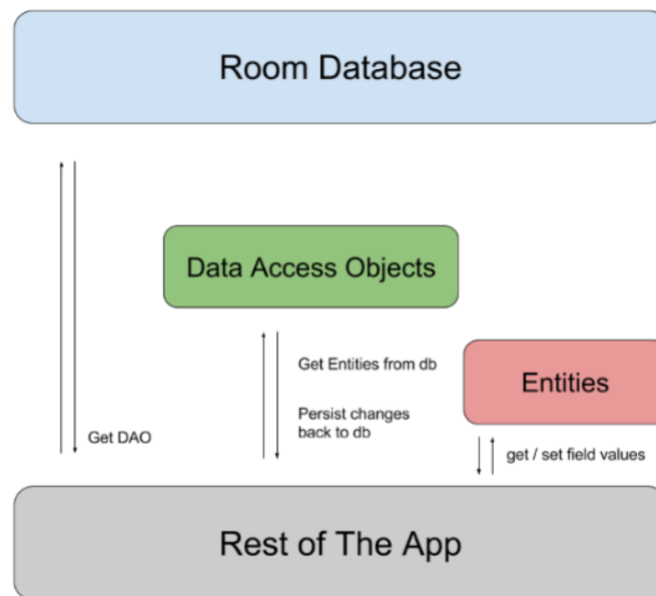 Room Database
Data Access Objects
Get Entities from db
Entities
Persist changes
back to db
Get DAO
get / set field values
Rest of The App